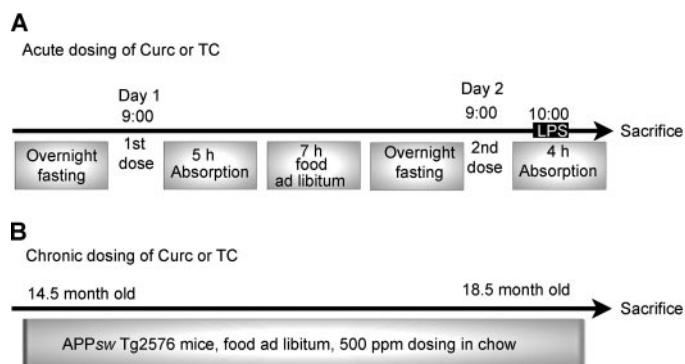 A
Acute dosing of Curc or TC
Day 1
9:00
Day 2
9:00
10:00
LPS
Sacrifice
Overnight
fasting
1st
dose
5 h
Absorption
7 h
food
ad libitum
Overnight
fasting
2nd
dose
4 h
Absorption
B
Chronic dosing of Curc or TC
14.5 month old
18.5 month old
Sacrifice
APPsw Tg2576 mice, food ad libitum, 500 ppm dosing in chow